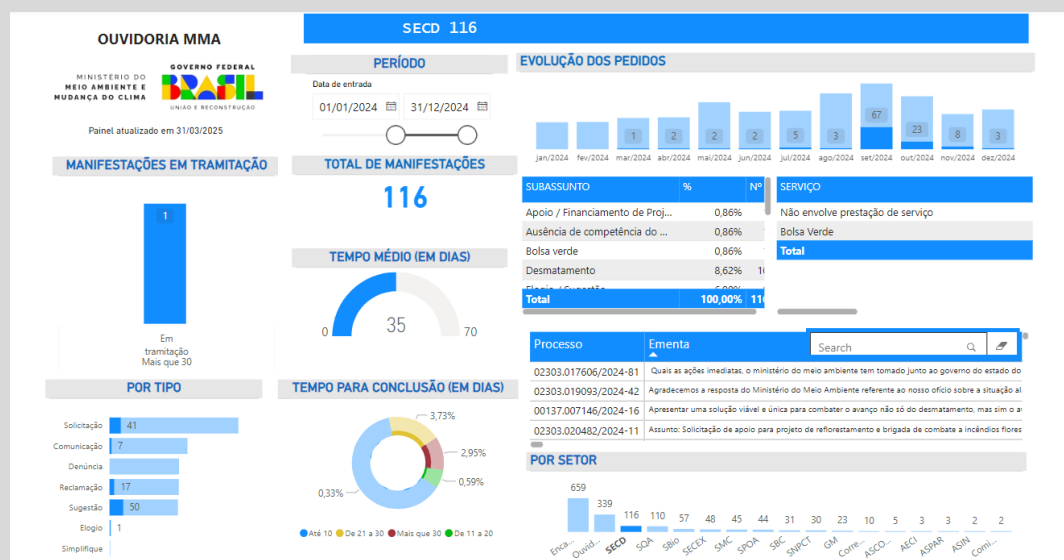 SECD 116
OUVIDORIA MMA
MINISTÉRIO DO
MEIO AMBIENTE E
MUDANÇA DO CLIMA
GOVERNO FEDERAL
BRASIL
UNIÃO E RECONSTRUÇÃO
Painel atualizado em 31/03/2025
MANIFESTAÇÕES EM TRAMITAÇÃO
1
Em
tramitação
Mais que 30
POR TIPO
Solicitação 41
Comunicação 7
Denúncia
Reclamação 17
Sugestão 50
Elogio 1
Simplifique
PERÍODO
Data de entrada
01/01/2024 31/12/2024
TOTAL DE MANIFESTAÇÕES
116
TEMPO MÉDIO (EM DIAS)
35
0 70
TEMPO PARA CONCLUSÃO (EM DIAS)
3,73%
2,95%
0,59%
0,33%
Até 10 De 21 a 30 Mais que 30 De 11 a 20
EVOLUÇÃO DOS PEDIDOS
1 2 2 2 5 3 67 23 8 3
jan/2024 fev/2024 mar/2024 abr/2024 mai/2024 jun/2024 jul/2024 ago/2024 set/2024 out/2024 nov/2024 dez/2024
SUBASSUNTO % Nº
Apoio / Financiamento de Proj... 0,86%
Ausência de competência do ... 0,86%
Bolsa verde 0,86%
Desmatamento 8,62% 10
Total 100,00% 116
SERVIÇO
Não envolve prestação de serviço
Bolsa Verde
Total
Processo Ementa
Search
02303.017606/2024-81 Quais as ações imediatas, o ministério do meio ambiente tem tomado junto ao governo do estado do
02303.019093/2024-42 Agradecemos a resposta do Ministério do Meio Ambiente referente ao nosso ofício sobre a situação al
00137.007146/2024-16 Apresentar uma solução viável e única para combater o avanço não só do desmatamento, mas sim o a
02303.020482/2024-11 Assunto: Solicitação de apoio para projeto de reflorestamento e brigada de combate a incêndios flores
POR SETOR
659 339 116 110 57 48 45 44 31 30 23 10 5 3 3 2 2
Enca... Ouvid... SECD SQA SBio SECEX SMC SPOA SBC SNPCT GM Corre... ASCO... AECI ASPAR ASIN Comi...